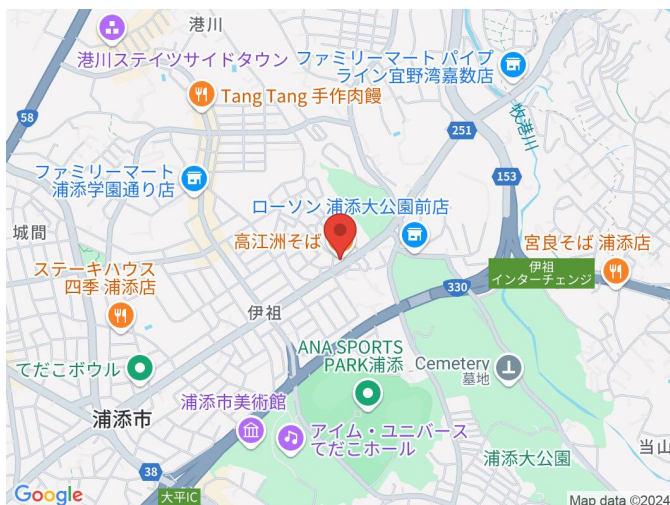 港川
港川ステイツサイドタウン
ファミリーマート パイプ
ライン宜野湾嘉数店
Tang Tang 手作肉饅
58
251
牧港川
153
ファミリーマート
浦添学園通り店
ローソン 浦添大公園前店
城間
高江洲そば
宮良そば 浦添店
ステーキハウス
四季 浦添店
伊祖
インターチェンジ
330
伊祖
ANA SPORTS
PARK浦添
てだこボウル
Cemetery
墓地
浦添市
浦添市美術館
アイム・ユニバース
てだこホール
当山
浦添大公園
38
大平IC
Google
Map data ©2024